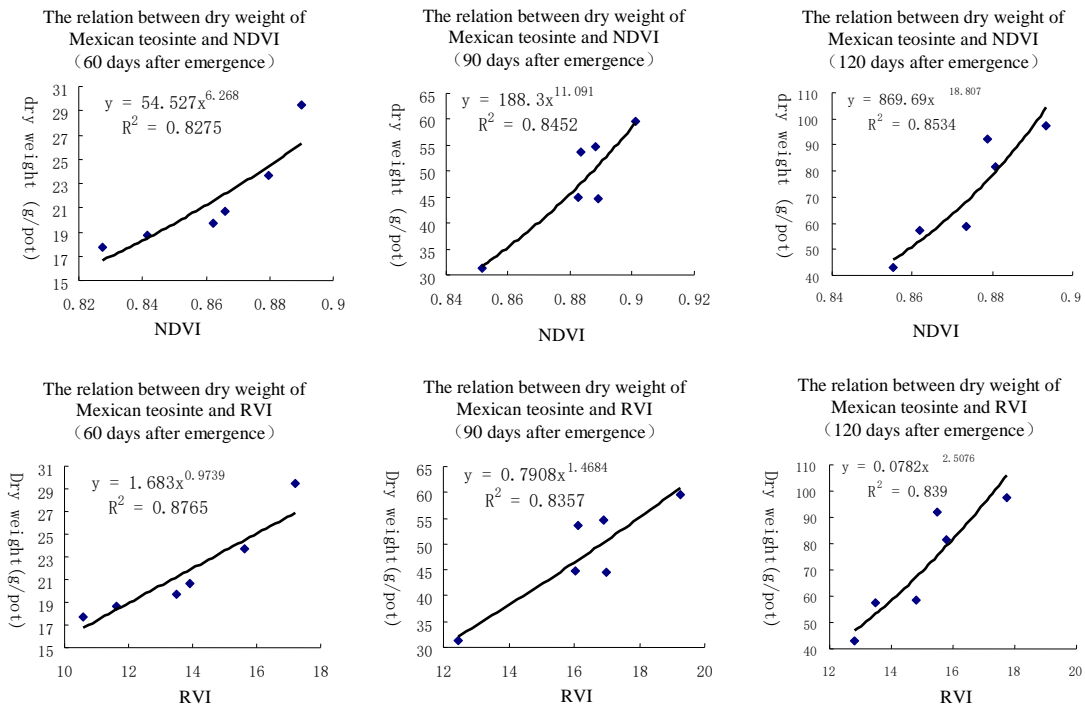 The relation between dry weight of
Mexican teosinte and NDVI
（60 days after emergence）
y = 54.527x^6.268
R² = 0.8275
31
29
27
25
23
21
19
17
15
dry weight (g/pot)
0.82
0.84
0.86
0.88
0.9
NDVI
The relation between dry weight of
Mexican teosinte and NDVI
（90 days after emergence）
y = 188.3x^11.091
R² = 0.8452
65
60
55
50
45
40
35
30
dry weight (g/pot)
0.84
0.86
0.88
0.9
0.92
NDVI
The relation between dry weight of
Mexican teosinte and NDVI
（120 days after emergence）
y = 869.69x^18.807
R² = 0.8534
110
100
90
80
70
60
50
40
dry weight (g/pot)
0.84
0.86
0.88
0.9
NDVI
The relation between dry weight of
Mexican teosinte and RVI
（60 days after emergence）
y = 1.683x^0.9739
R² = 0.8765
31
29
27
25
23
21
19
17
15
Dry weight(g/pot)
10
12
14
16
18
RVI
The relation between dry weight of
Mexican teosinte and RVI
（90 days after emergence）
y = 0.7908x^1.4684
R² = 0.8357
65
60
55
50
45
40
35
30
Dry weight(g/pot)
12
14
16
18
20
RVI
The relation between dry weight of
Mexican teosinte and RVI
（120 days after emergence）
y = 0.0782x^2.5076
R² = 0.839
110
100
90
80
70
60
50
40
Dry weight(g/pot)
12
14
16
18
20
RVI